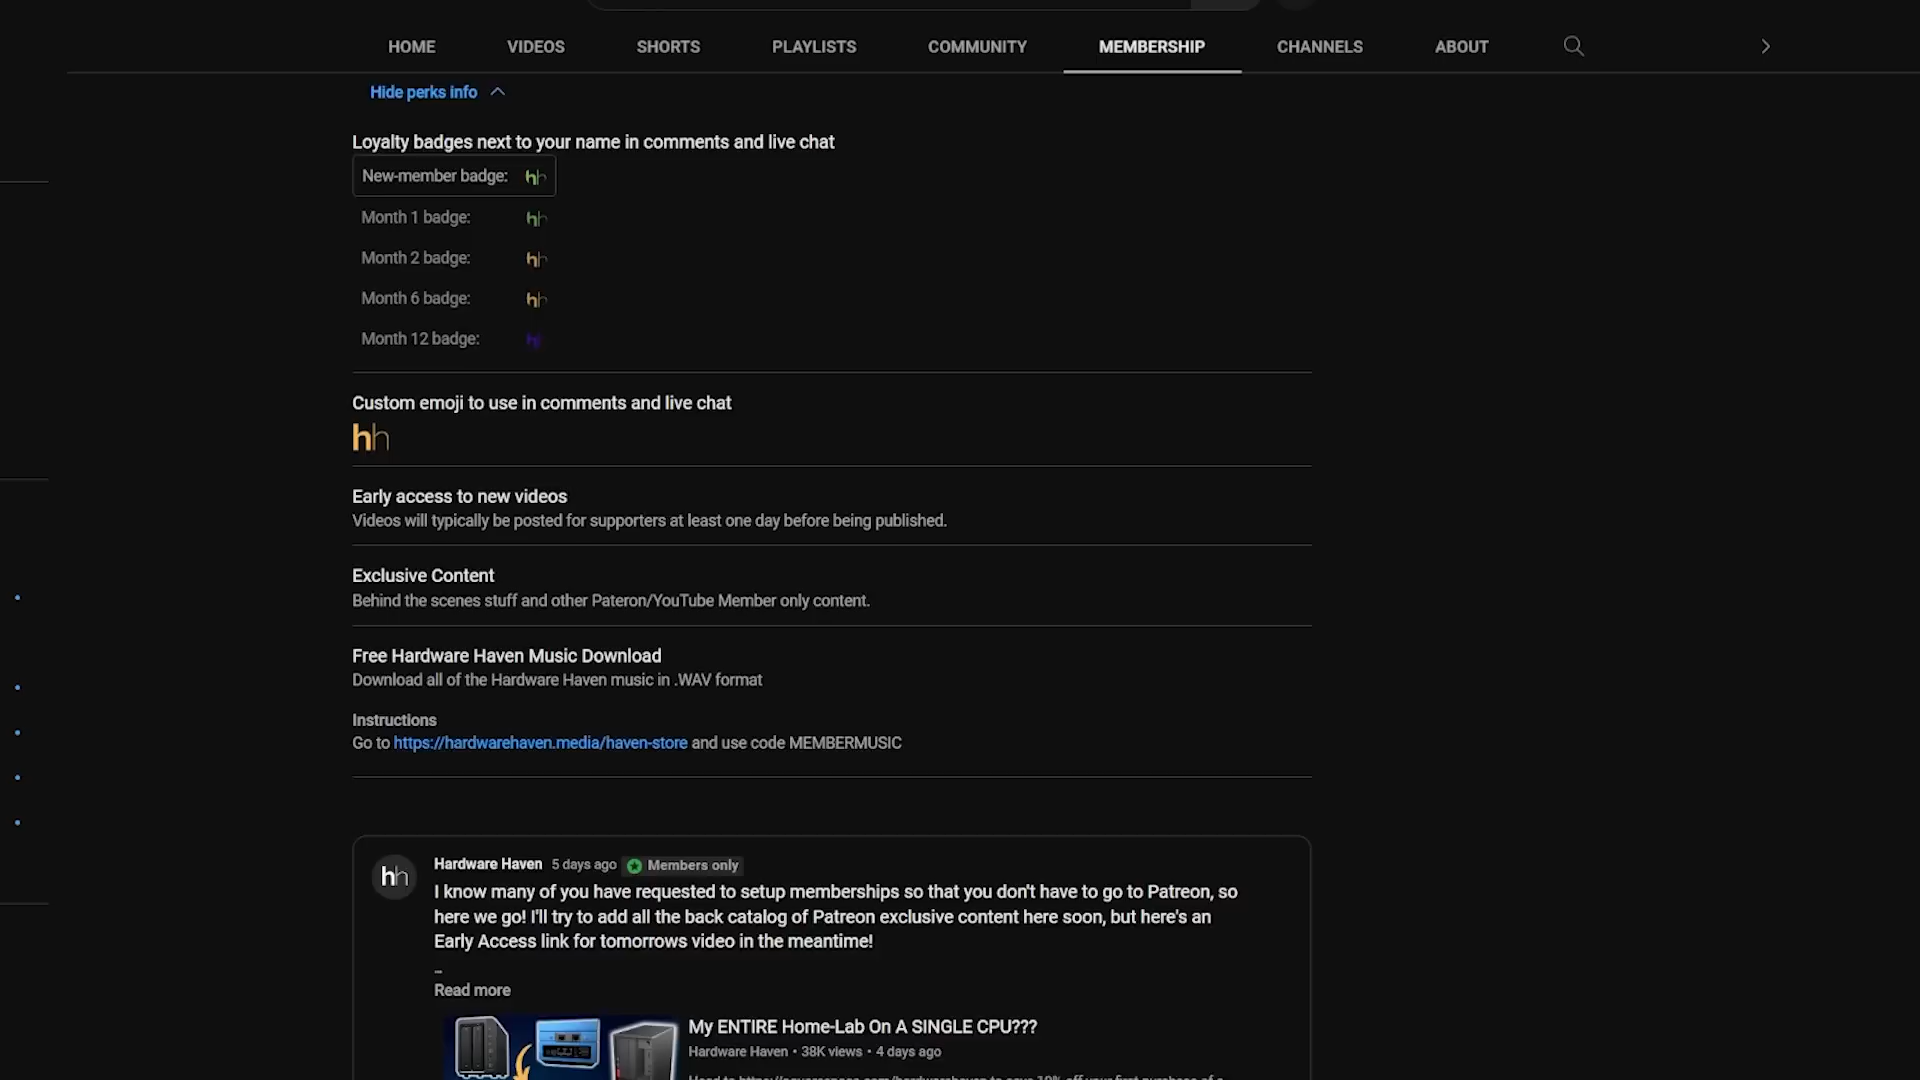 HOME VIDEOS SHORTS PLAYLISTS COMMUNITY MEMBERSHIP CHANNELS ABOUT
Hide perks info
Loyalty badges next to your name in comments and live chat
New-member badge: hh
Month 1 badge: hh
Month 2 badge: hh
Month 6 badge: hh
Month 12 badge: hh
Custom emoji to use in comments and live chat
hh
Early access to new videos
Videos will typically be posted for supporters at least one day before being published.
Exclusive Content
Behind the scenes stuff and other Pateron/YouTube Member only content.
Free Hardware Haven Music Download
Download all of the Hardware Haven music in .WAV format
Instructions
Go to https://hardwarehaven.media/haven-store and use code MEMBERMUSIC
hh
Hardware Haven 5 days ago Members only
I know many of you have requested to setup memberships so that you don't have to go to Patreon, so
here we go! I'll try to add all the back catalog of Patreon exclusive content here soon, but here's an
Early Access link for tomorrows video in the meantime!
...
Read more
My ENTIRE Home-Lab On A SINGLE CPU???
Hardware Haven • 38K views • 4 days ago